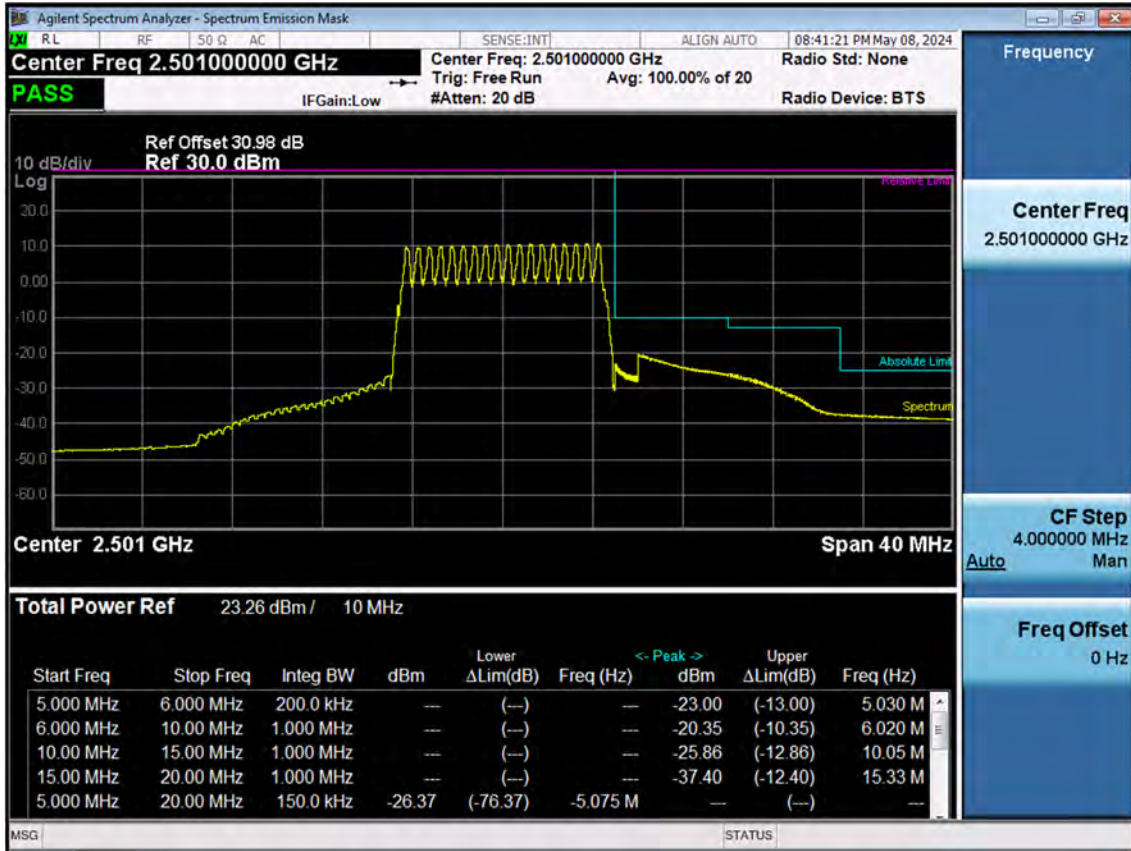 Agilent Spectrum Analyzer - Spectrum Emission Mask
LXI RL RF 50 Ω AC SENSE:INT ALIGN AUTO 08:41:21 PM May 08, 2024
Center Freq 2.501000000 GHz Center Freq: 2.501000000 GHz Radio Std: None
Trig: Free Run Avg: 100.00% of 20
PASS IFGain:Low #Atten: 20 dB Radio Device: BTS
Ref Offset 30.98 dB
10 dB/div Ref 30.0 dBm
Log
Relative Limit
20.0
10.0
0.00
-10.0
-20.0
Absolute Limit
-30.0
Spectrum
-40.0
-50.0
-60.0
Center 2.501 GHz Span 40 MHz
Total Power Ref 23.26 dBm / 10 MHz
Lower <- Peak -> Upper
Start Freq Stop Freq Integ BW dBm ΔLim(dB) Freq (Hz) dBm ΔLim(dB) Freq (Hz)
5.000 MHz 6.000 MHz 200.0 kHz --- (---) --- -23.00 (-13.00) 5.030 M
6.000 MHz 10.00 MHz 1.000 MHz --- (---) --- -20.35 (-10.35) 6.020 M
10.00 MHz 15.00 MHz 1.000 MHz --- (---) --- -25.86 (-12.86) 10.05 M
15.00 MHz 20.00 MHz 1.000 MHz --- (---) --- -37.40 (-12.40) 15.33 M
5.000 MHz 20.00 MHz 150.0 kHz -26.37 (-76.37) -5.075 M --- (---) ---
MSG STATUS
Frequency
Center Freq
2.501000000 GHz
CF Step
4.000000 MHz
Auto Man
Freq Offset
0 Hz